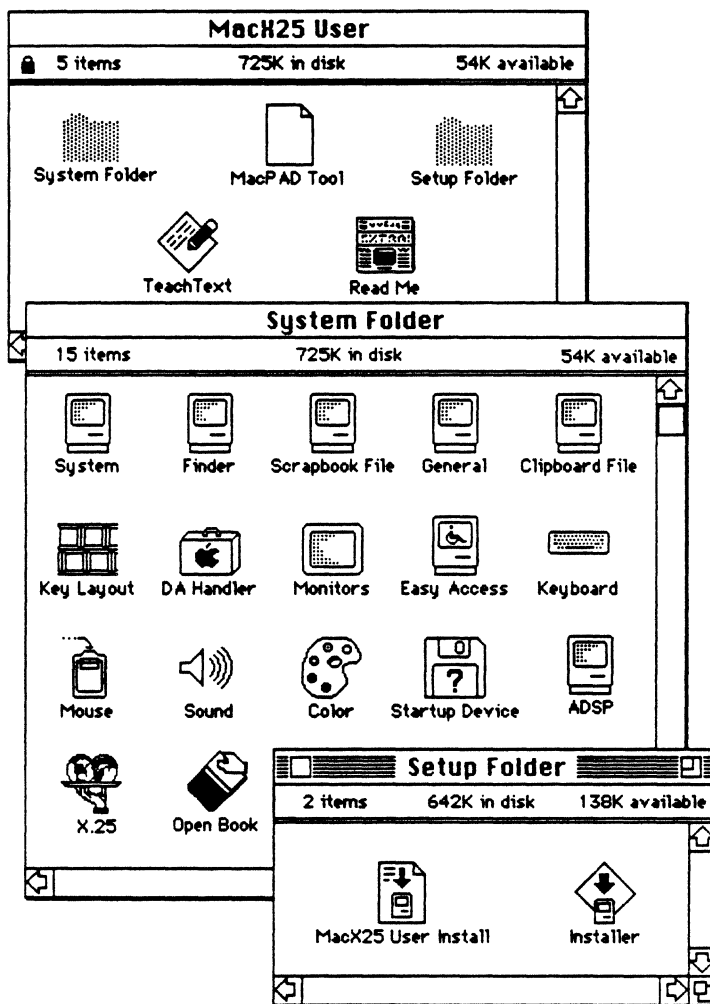 MacX25 User
5 items 725K in disk 54K available
System Folder MacPAD Tool Setup Folder
EXTRA!
TeachText Read Me
System Folder
15 items 725K in disk 54K available
System Finder Scrapbook File General Clipboard File
Key Layout DA Handler Monitors Easy Access Keyboard
Mouse Sound Color Startup Device ADSP
X.25 Open Book
Setup Folder
2 items 642K in disk 138K available
MacX25 User Install Installer